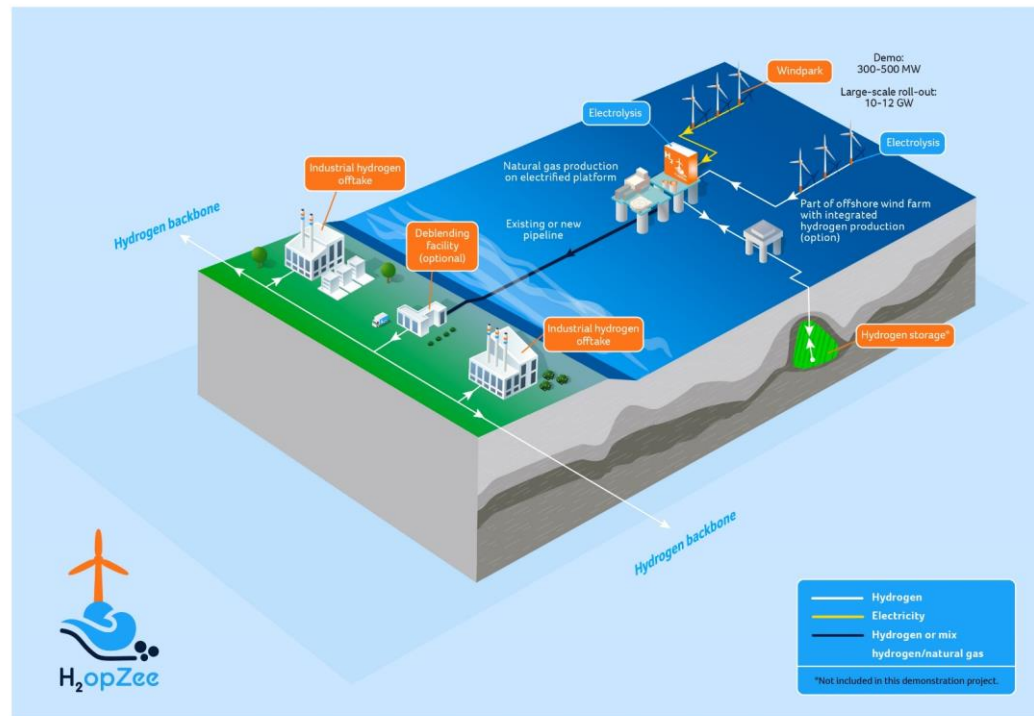 Demo:
300–500 MW
Large-scale roll-out:
10–12 GW
Windpark
Electrolysis
Electrolysis
H₂
Natural gas production
on electrified platform
Industrial hydrogen
offtake
Part of offshore wind farm
with integrated
hydrogen production
(option)
Existing or new
pipeline
Deblending
facility
(optional)
Hydrogen backbone
Industrial hydrogen
offtake
Hydrogen storage*
Hydrogen backbone
H₂opZee
Hydrogen
Electricity
Hydrogen or mix
hydrogen/natural gas
*Not included in this demonstration project.